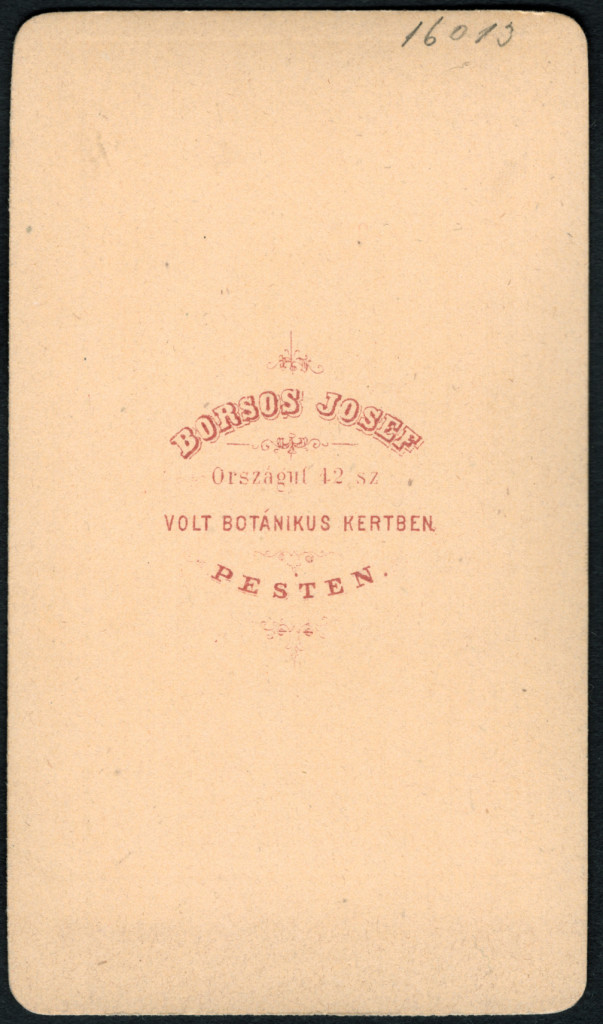 16013
BORSOS JOSEF
Országut 42 sz
VOLT BOTÁNIKUS KERTBEN,
PESTEN.